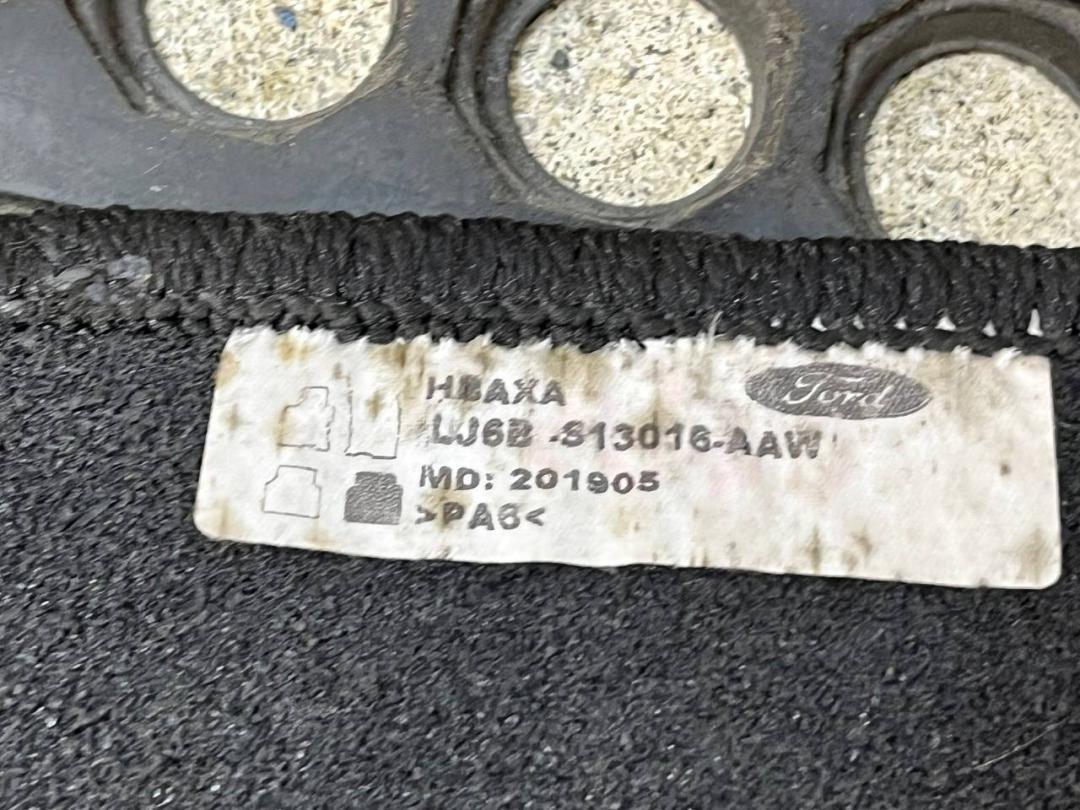 HBAXA
Ford
LJ6B -S13016-AAW
MD: 201905
>PA6<